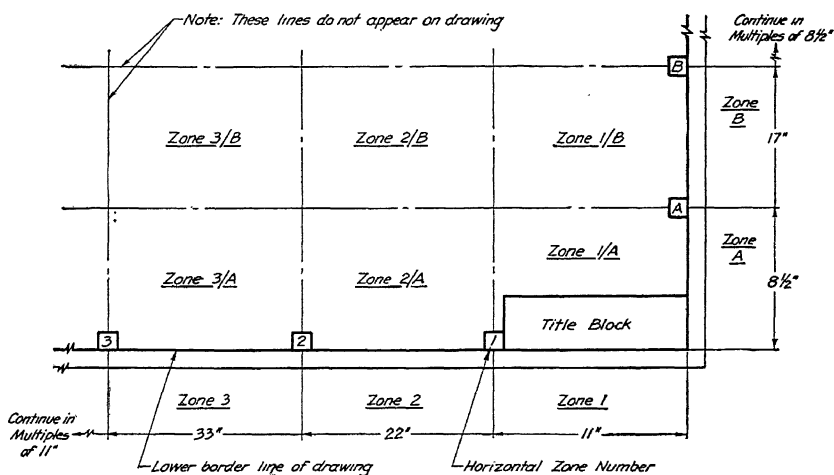 Note: These lines do not appear on drawing
Continue in
Multiples of 8½"
B
Zone
B
Zone 3/B
Zone 2/B
Zone 1/B
17"
A
Zone
A
Zone 1/A
Zone 3/A
Zone 2/A
8½"
Title Block
3
2
1
Zone 3
Zone 2
Zone 1
Continue in
Multiples
of 11"
33"
22"
11"
Lower border line of drawing
Horizontal Zone Number